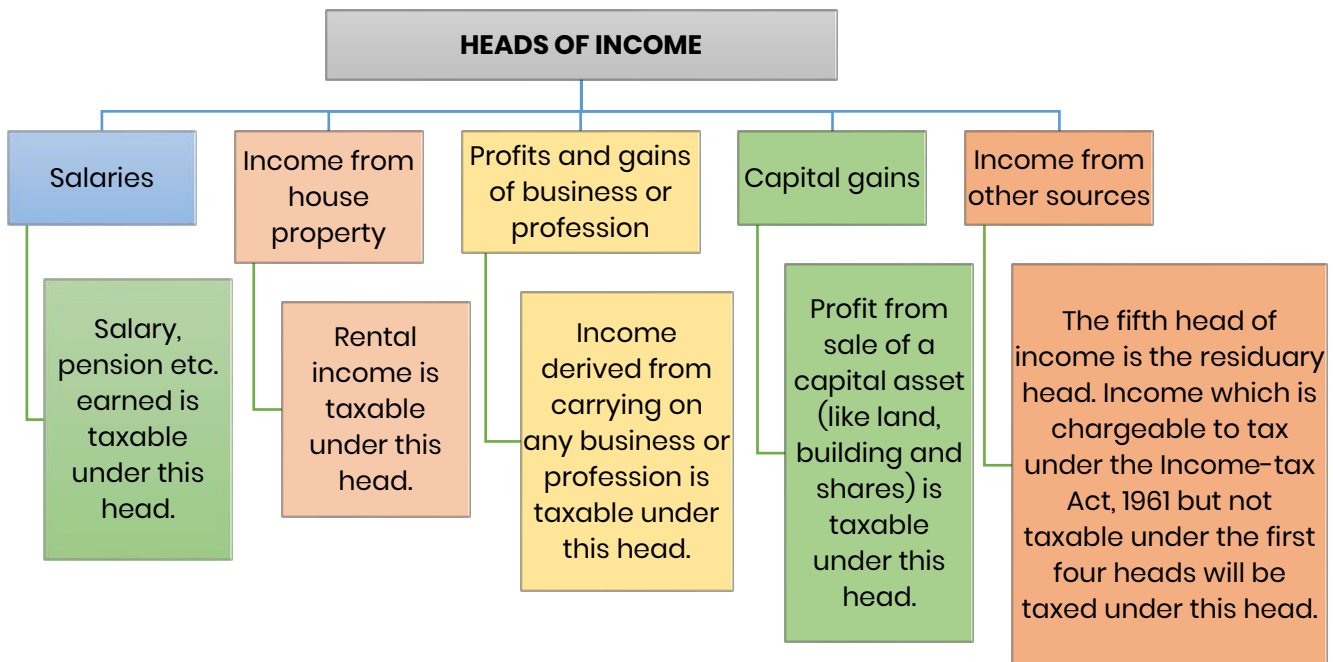 HEADS OF INCOME
Salaries
Income from
house
property
Profits and gains
of business or
profession
Capital gains
Income from
other sources
Salary,
pension etc.
earned is
taxable
under this
head.
Rental
income is
taxable
under this
head.
Income
derived from
carrying on
any business or
profession is
taxable under
this head.
Profit from
sale of a
capital asset
(like land,
building and
shares) is
taxable
under this
head.
The fifth head of
income is the residuary
head. Income which is
chargeable to tax
under the Income-tax
Act, 1961 but not
taxable under the first
four heads will be
taxed under this head.